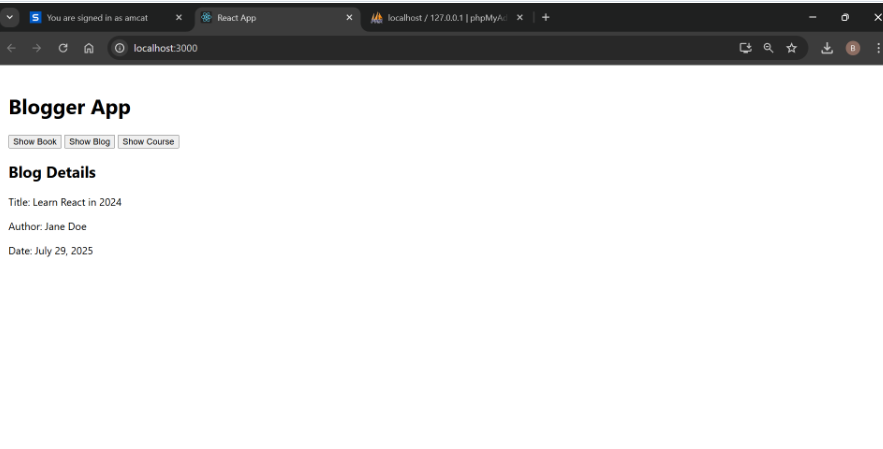 You are signed in as amcat
React App
localhost / 127.0.0.1 | phpMyAd
localhost:3000
B
Blogger App
Show Book Show Blog Show Course
Blog Details
Title: Learn React in 2024
Author: Jane Doe
Date: July 29, 2025